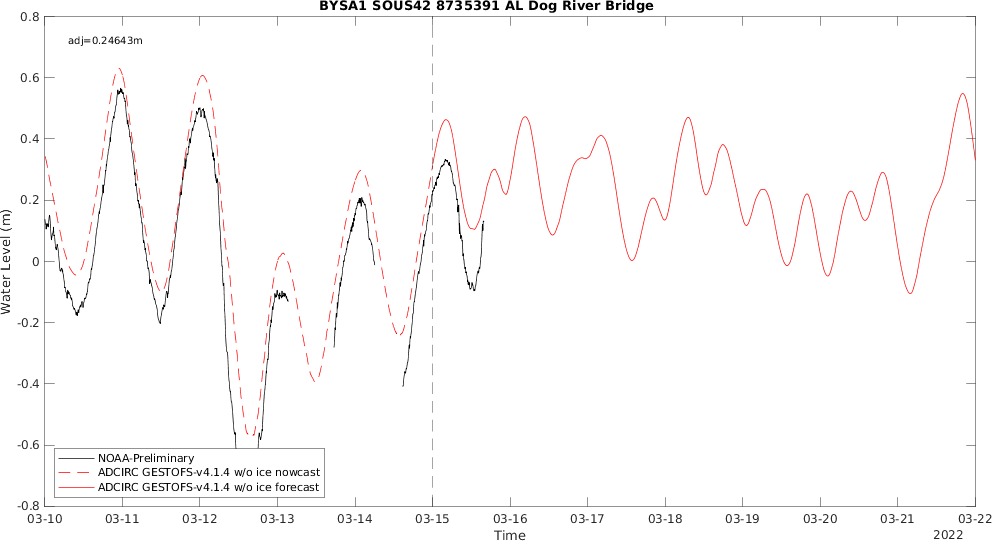 BYSA1 SOUS42 8735391 AL Dog River Bridge
adj=0.24643m
0.8
0.6
0.4
0.2
0
-0.2
-0.4
-0.6
-0.8
Water Level (m)
NOAA-Preliminary
ADCIRC GESTOFS-v4.1.4 w/o ice nowcast
ADCIRC GESTOFS-v4.1.4 w/o ice forecast
03-10 03-11 03-12 03-13 03-14 03-15 03-16 03-17 03-18 03-19 03-20 03-21 03-22
Time
2022